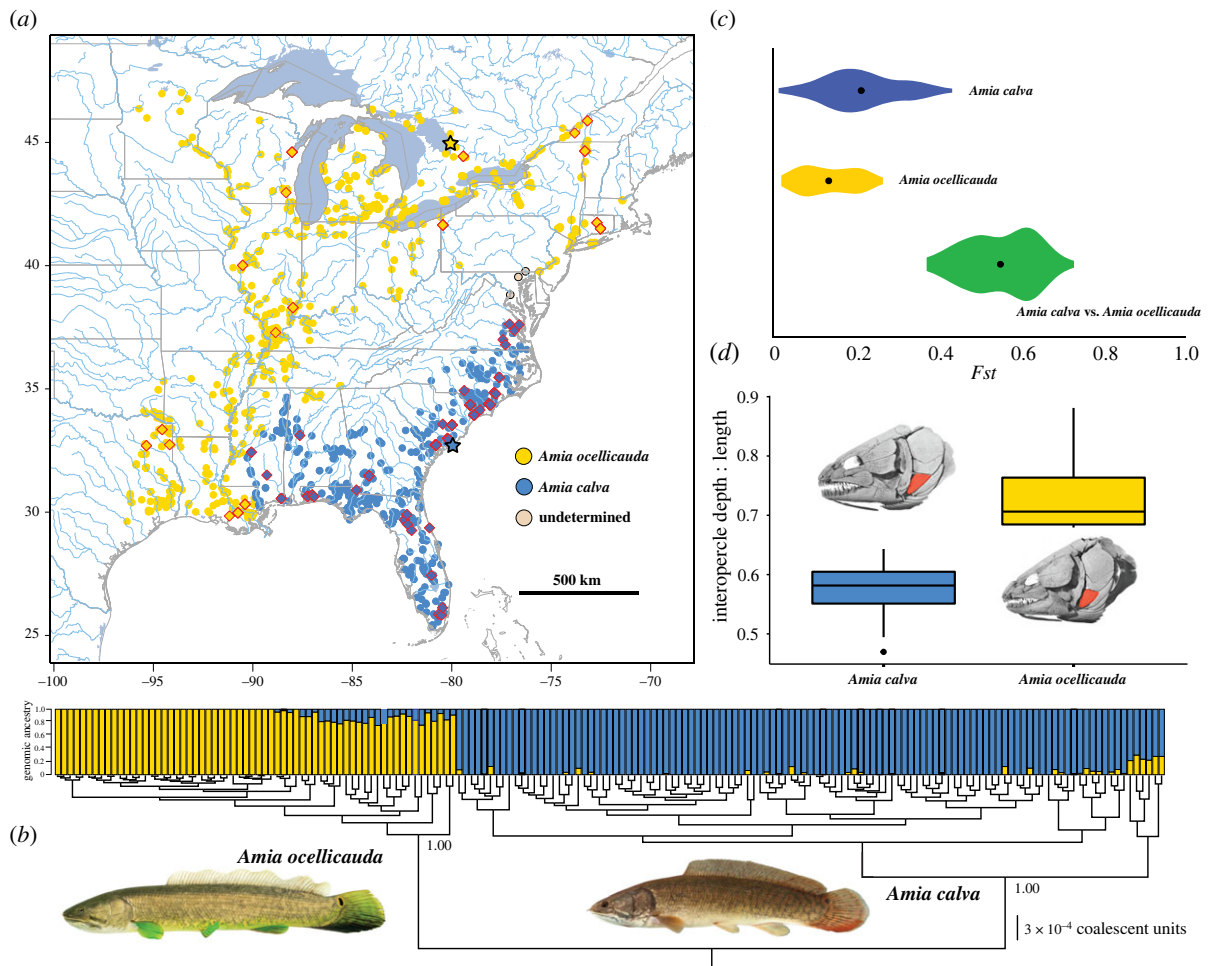 (a)
45
40
35
30
25
–100
–95
–90
–85
–80
–75
–70
Amia ocellicauda
Amia calva
undetermined
500 km
(c)
Amia calva
Amia ocellicauda
Amia calva vs. Amia ocellicauda
0
0.2
0.4
0.6
0.8
1.0
Fst
(d)
interopercle depth : length
0.9
0.8
0.7
0.6
0.5
Amia calva
Amia ocellicauda
genomic ancestry
1.0
0.8
0.6
0.4
0.2
0
(b)
Amia ocellicauda
1.00
Amia calva
1.00
3 × 10–4 coalescent units